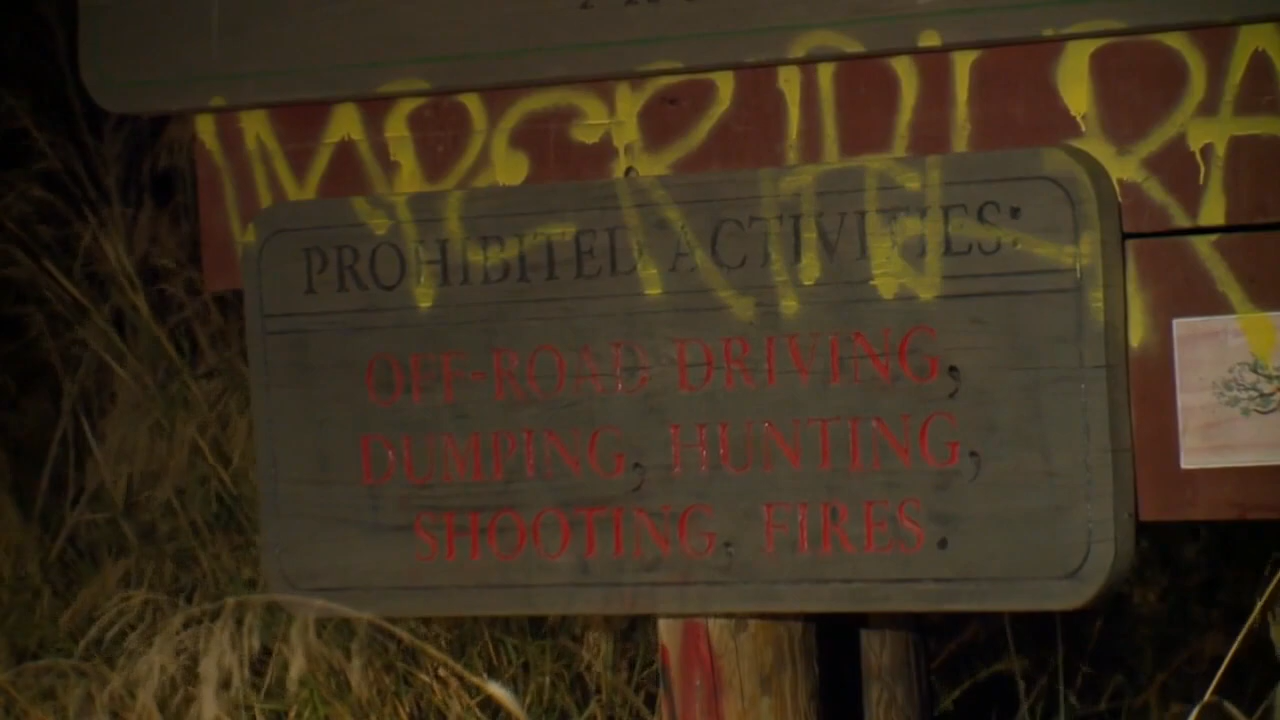 PROHIBITED ACTIVITIES:
OFF-ROAD DRIVING,
DUMPING, HUNTING,
SHOOTING, FIRES.